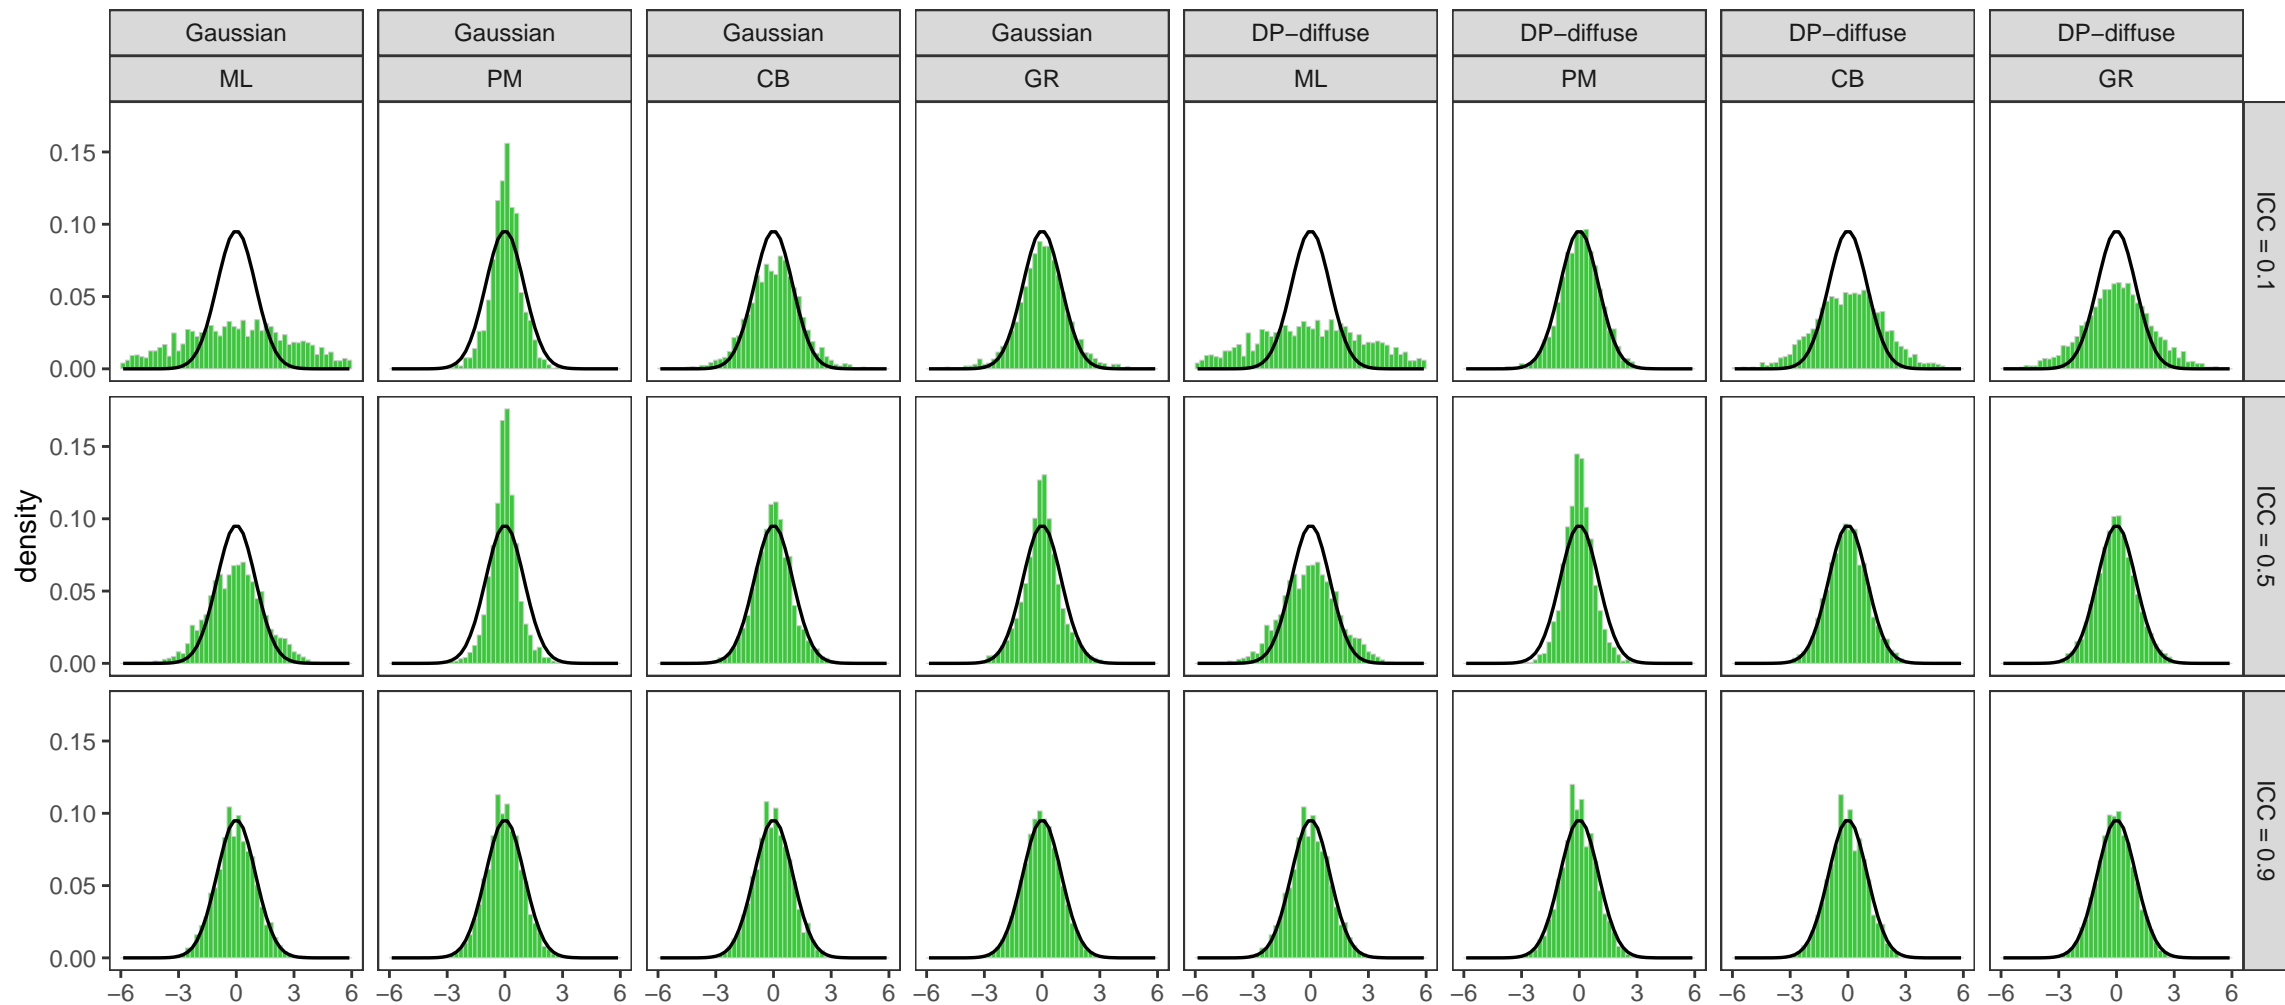 Gaussian Gaussian Gaussian Gaussian DP−diffuse DP−diffuse DP−diffuse DP−diffuse
ML PM CB GR ML PM CB GR
0.15
0.10
0.05
0.00
ICC = 0.1
0.15
0.10
0.05
0.00
ICC = 0.5
density
0.15
0.10
0.05
0.00
ICC = 0.9
−6 −3 0 3 6 −6 −3 0 3 6 −6 −3 0 3 6 −6 −3 0 3 6 −6 −3 0 3 6 −6 −3 0 3 6 −6 −3 0 3 6 −6 −3 0 3 6